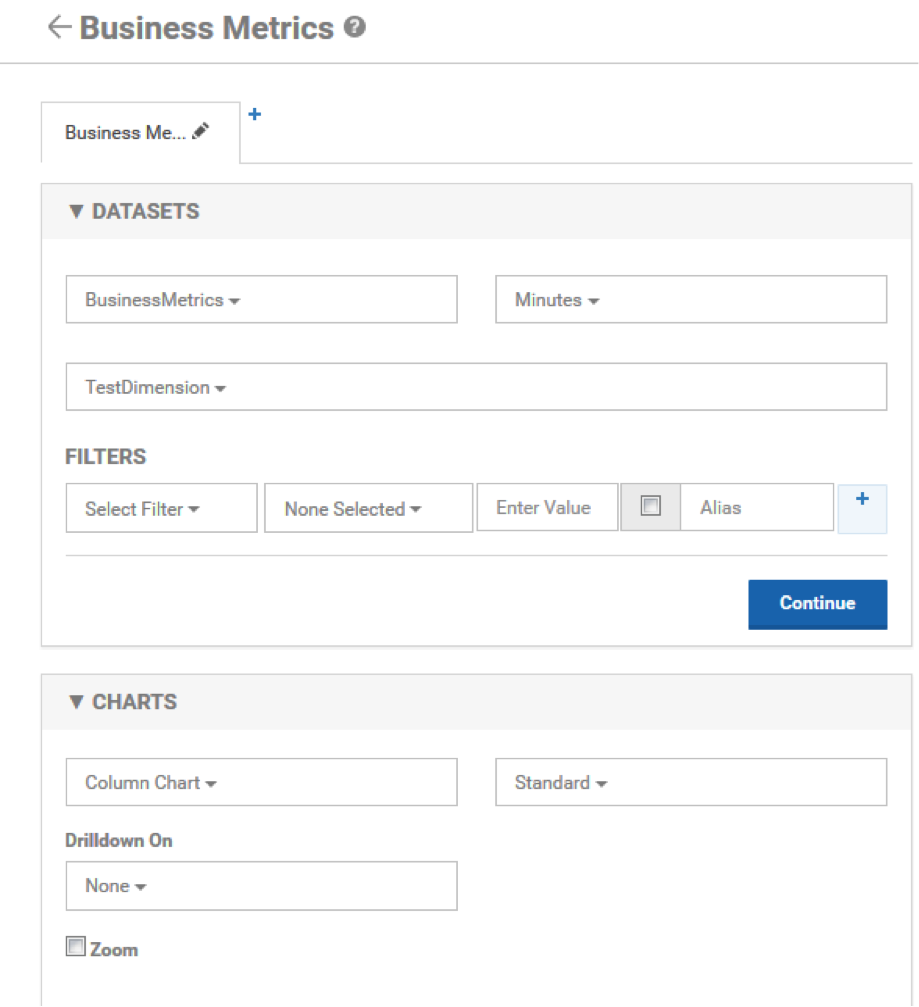 Business Metrics
Business Me...
DATASETS
BusinessMetrics
Minutes
TestDimension
FILTERS
Select Filter
None Selected
Enter Value
Alias
Continue
CHARTS
Column Chart
Standard
Drilldown On
None
Zoom